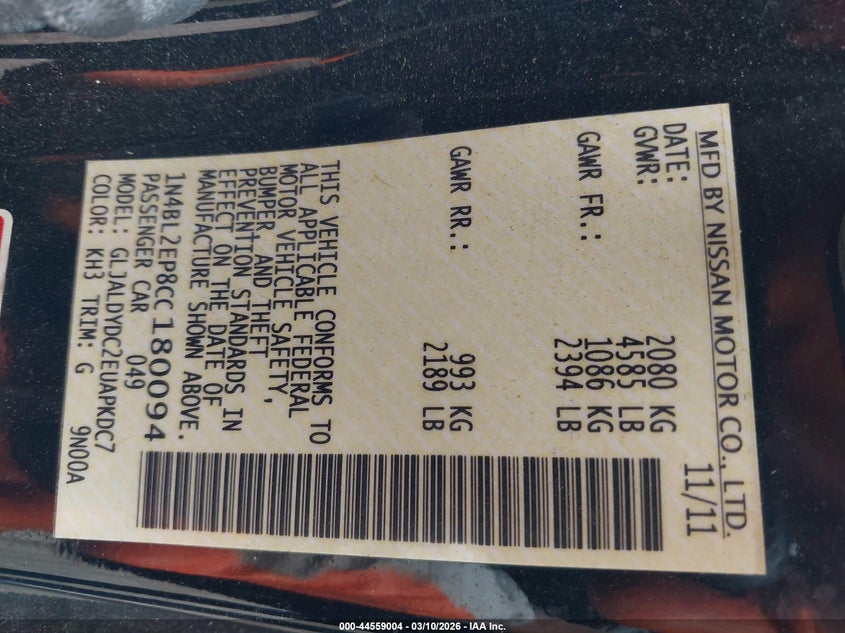 MFD BY NISSAN MOTOR CO., LTD.
DATE: 11/11
GVWR: 2080 KG
4585 LB
GAWR FR.: 1086 KG
2394 LB
GAWR RR.: 993 KG
2189 LB
THIS VEHICLE CONFORMS TO
ALL APPLICABLE FEDERAL
MOTOR VEHICLE SAFETY,
BUMPER AND THEFT
PREVENTION STANDARDS IN
EFFECT ON THE DATE OF
MANUFACTURE SHOWN ABOVE.
1N4BL2EP8CC180094
PASSENGER CAR 049
MODEL: GLJALDYDC2EUAPKDC7
COLOR: KH3 TRIM: G 9N00A
000-44559004 - 03/10/2026 - IAA Inc.